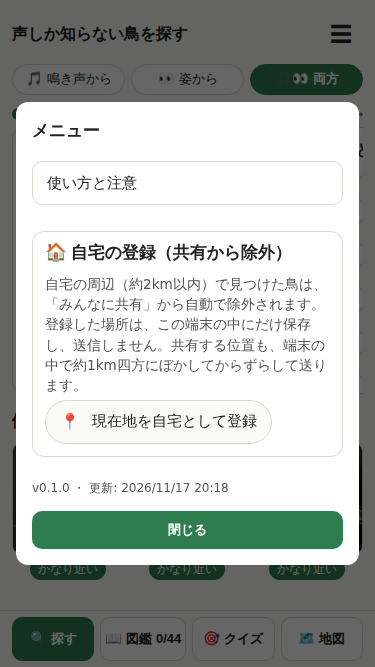 声しか知らない鳥を探す
鳴き声から 姿から 両方
メニュー
使い方と注意
自宅の登録（共有から除外）
自宅の周辺（約2km以内）で見つけた鳥は、
「みんなに共有」から自動で除外されます。
登録した場所は、この端末の中にだけ保存
し、送信しません。共有する位置も、端末の
中で約1km四方にぼかしてからずらして送り
ます。
現在地を自宅として登録
v0.1.0 ・ 更新: 2026/11/17 20:18
閉じる
かなり近い かなり近い かなり近い
探す 図鑑 0/44 クイズ 地図